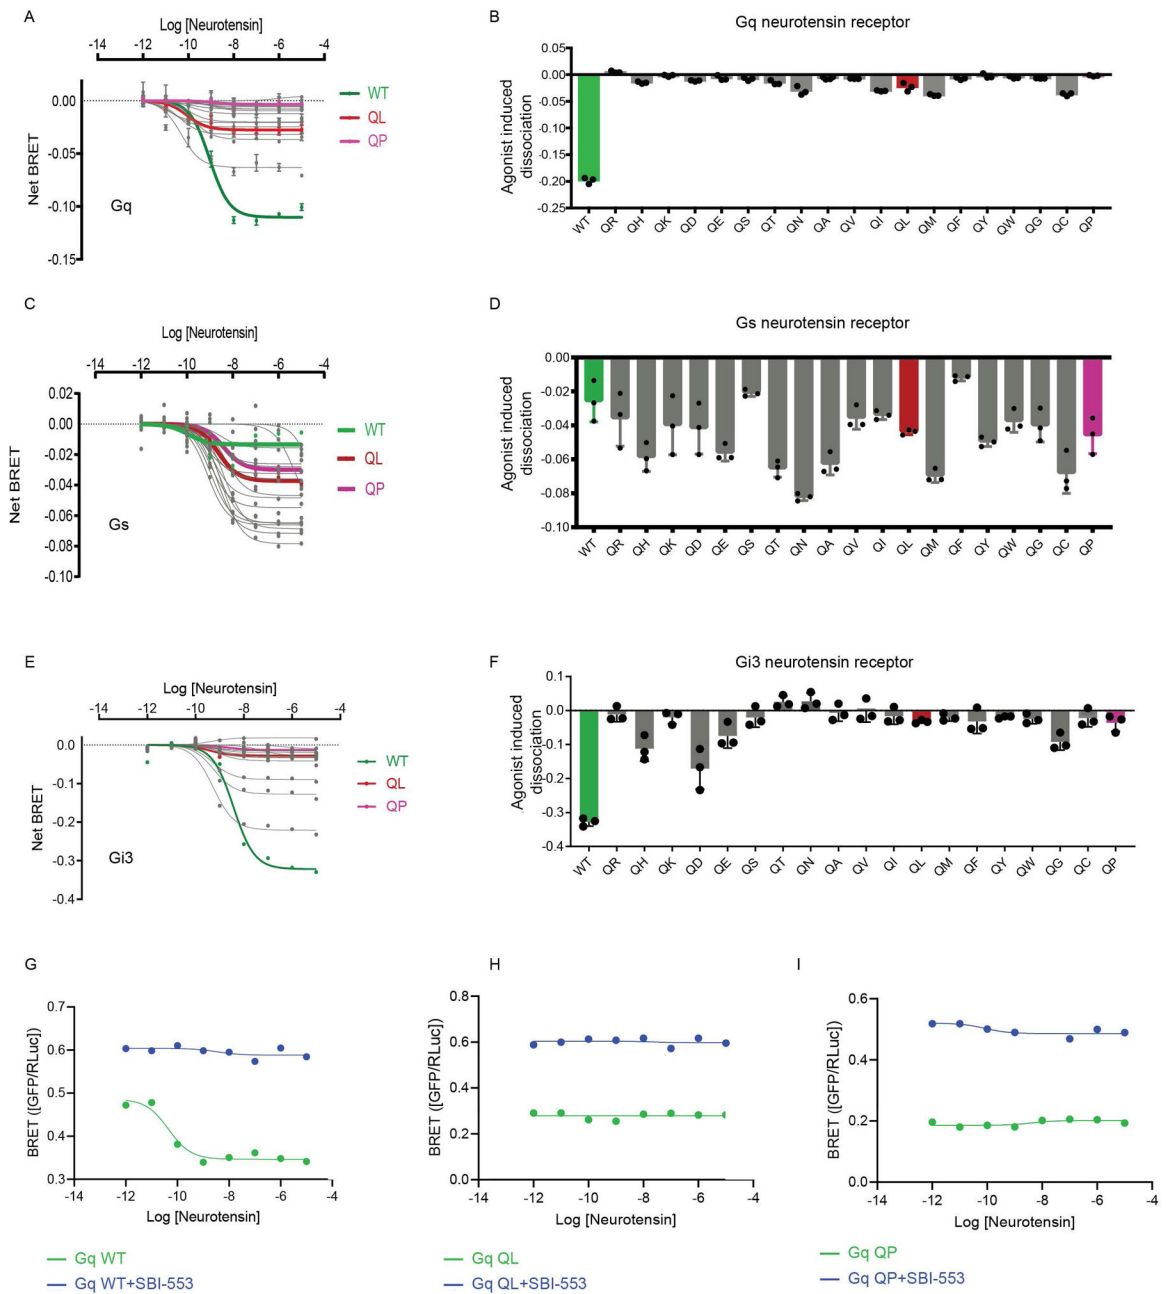 A
Log [Neurotensin]
-14 -12 -10 -8 -6 -4
0.00
-0.05
-0.10
-0.15
Net BRET
Gq
WT
QL
QP
B
Gq neurotensin receptor
0.05
0.00
-0.05
-0.10
-0.15
-0.20
-0.25
Agonist induced
dissociation
WT QR QH QK QD QE QS QT QN QA QV QI QL QM QF QY QW QG QC QP
C
Log [Neurotensin]
-14 -12 -10 -8 -6 -4
0.02
0.00
-0.02
-0.04
-0.06
-0.08
-0.10
Net BRET
Gs
WT
QL
QP
D
Gs neurotensin receptor
0.00
-0.02
-0.04
-0.06
-0.08
-0.10
Agonist induced
dissociation
WT QR QH QK QD QE QS QT QN QA QV QI QL QM QF QY QW QG QC QP
E
Log [Neurotensin]
-14 -12 -10 -8 -6 -4
0.0
-0.1
-0.2
-0.3
-0.4
Net BRET
Gi3
WT
QL
QP
F
Gi3 neurotensin receptor
0.1
0.0
-0.1
-0.2
-0.3
-0.4
Agonist induced
dissociation
WT QR QH QK QD QE QS QT QN QA QV QI QL QM QF QY QW QG QC QP
G
0.7
0.6
0.5
0.4
0.3
BRET ([GFP/RLuc])
-14 -12 -10 -8 -6 -4
Log [Neurotensin]
Gq WT
Gq WT+SBI-553
H
0.8
0.6
0.4
0.2
0.0
BRET ([GFP/RLuc])
-14 -12 -10 -8 -6 -4
Log [Neurotensin]
Gq QL
Gq QL+SBI-553
I
0.6
0.4
0.2
0.0
BRET ([GFP/RLuc])
-14 -12 -10 -8 -6 -4
Log [Neurotensin]
Gq QP
Gq QP+SBI-553